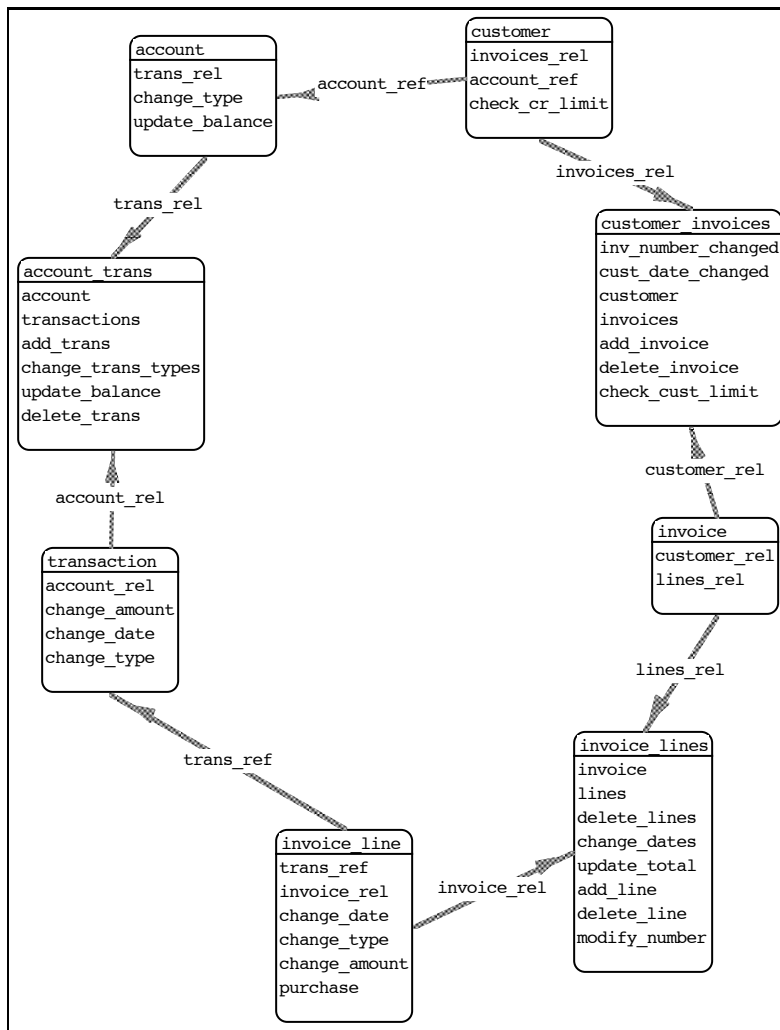 account
trans_rel
change_type
update_balance
account_ref
customer
invoices_rel
account_ref
check_cr_limit
trans_rel
invoices_rel
account_trans
account
transactions
add_trans
change_trans_types
update_balance
delete_trans
customer_invoices
inv_number_changed
cust_date_changed
customer
invoices
add_invoice
delete_invoice
check_cust_limit
account_rel
customer_rel
transaction
account_rel
change_amount
change_date
change_type
invoice
customer_rel
lines_rel
lines_rel
trans_ref
invoice_line
trans_ref
invoice_rel
change_date
change_type
change_amount
purchase
invoice_rel
invoice_lines
invoice
lines
delete_lines
change_dates
update_total
add_line
delete_line
modify_number